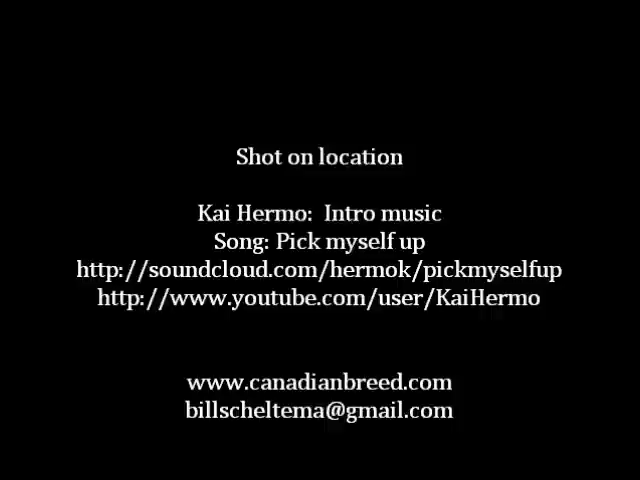 Shot on location
Kai Hermo:  Intro music
Song: Pick myself up
http://soundcloud.com/hermok/pickmyselfup
http://www.youtube.com/user/KaiHermo
www.canadianbreed.com
billscheltema@gmail.com